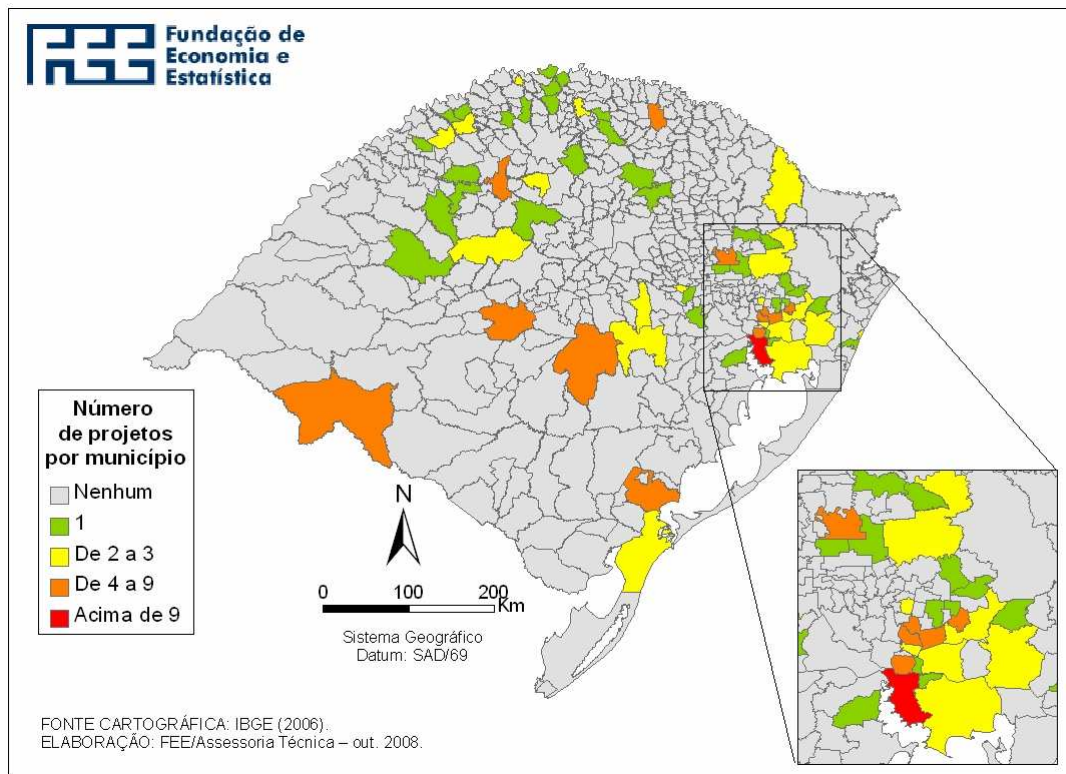 FEE
Fundação de
Economia e
Estatística
Número
de projetos
por município
Nenhum
1
De 2 a 3
De 4 a 9
Acima de 9
N
0 100 200
Km
Sistema Geográfico
Datum: SAD/69
FONTE CARTOGRÁFICA: IBGE (2006).
ELABORAÇÃO: FEE/Assessoria Técnica – out. 2008.